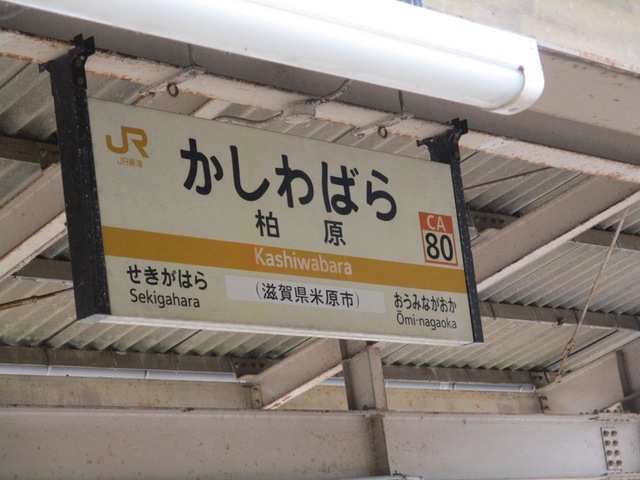 JR
JR東海
かしわばら
柏原
CA
80
Kashiwabara
せきがはら
Sekigahara
(滋賀県米原市)
おうみながおか
Ōmi-nagaoka